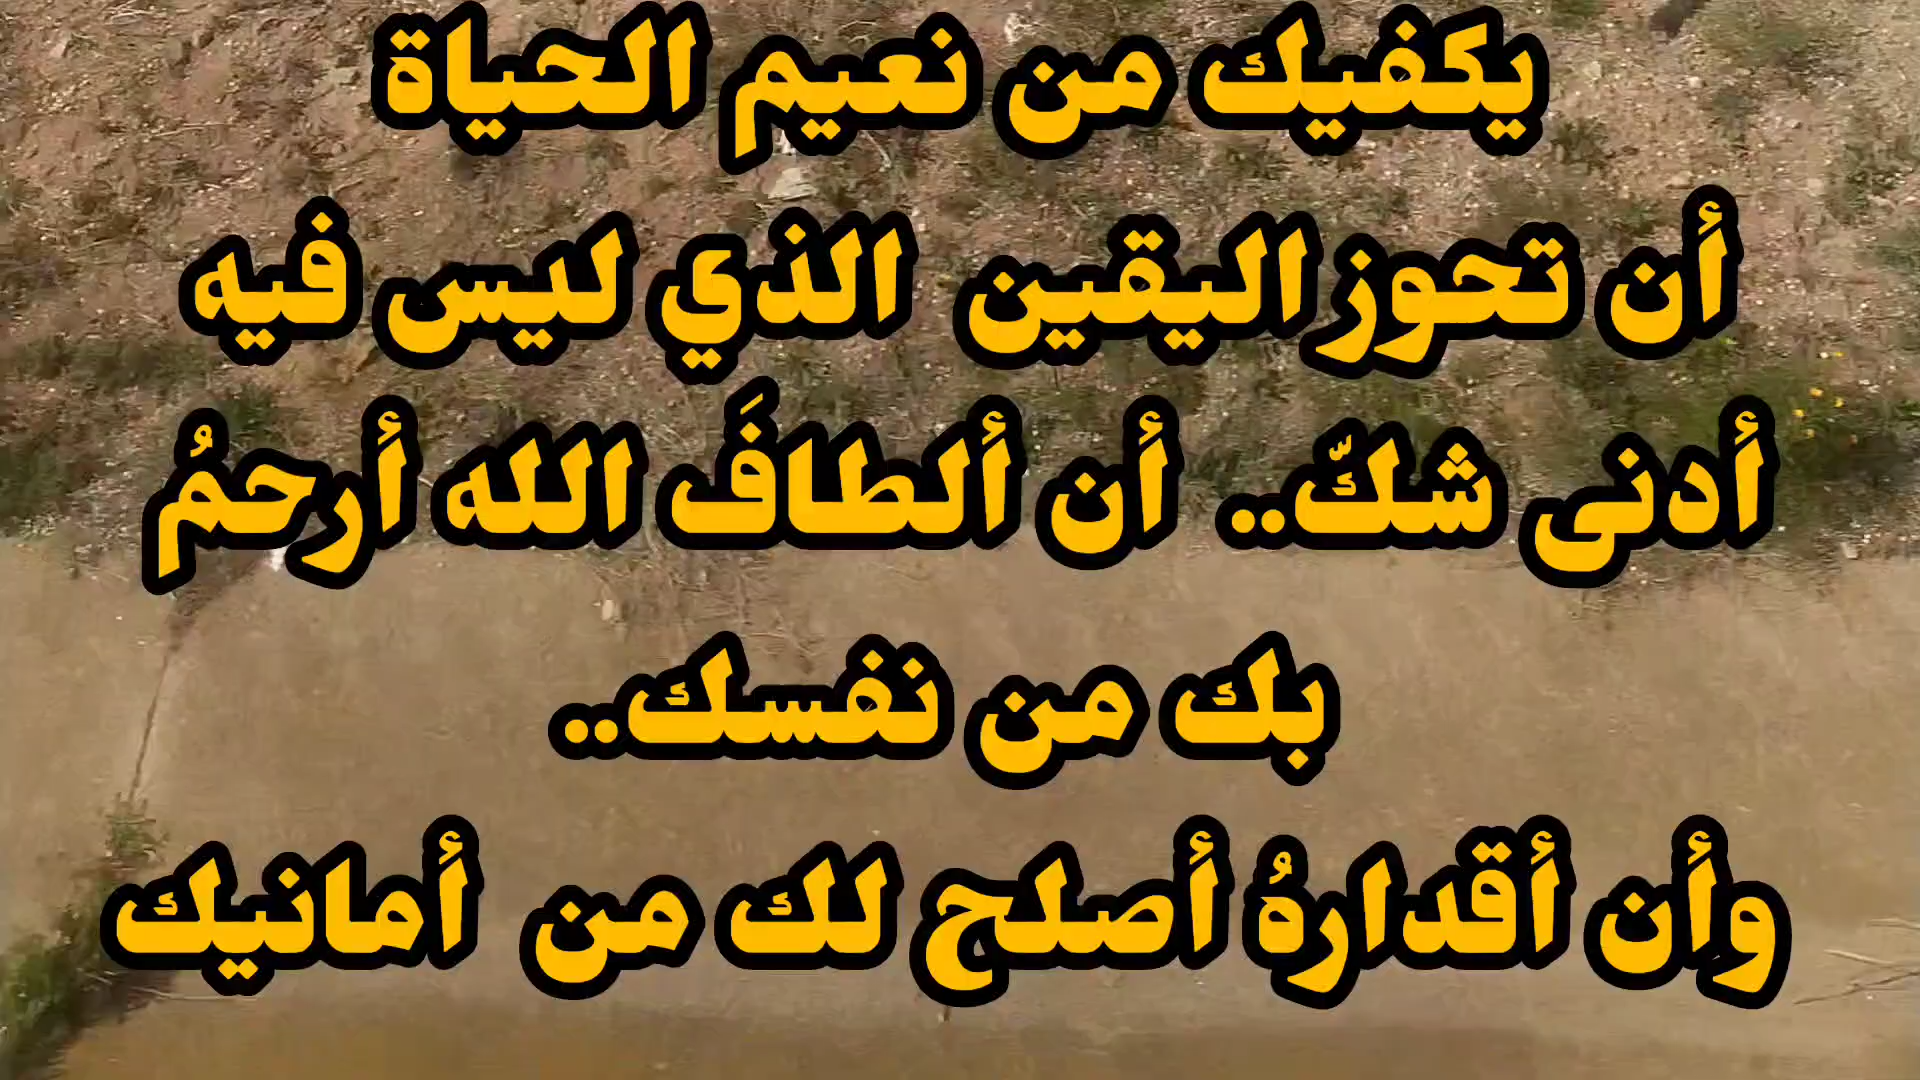 يكفيك من نعيم الحياة
أن تحوز اليقين الذي ليس فيه
أدنى شكّ.. أن ألطافَ الله أرحمُ
بك من نفسك..
وأن أقدارهُ أصلح لك من أمانيك